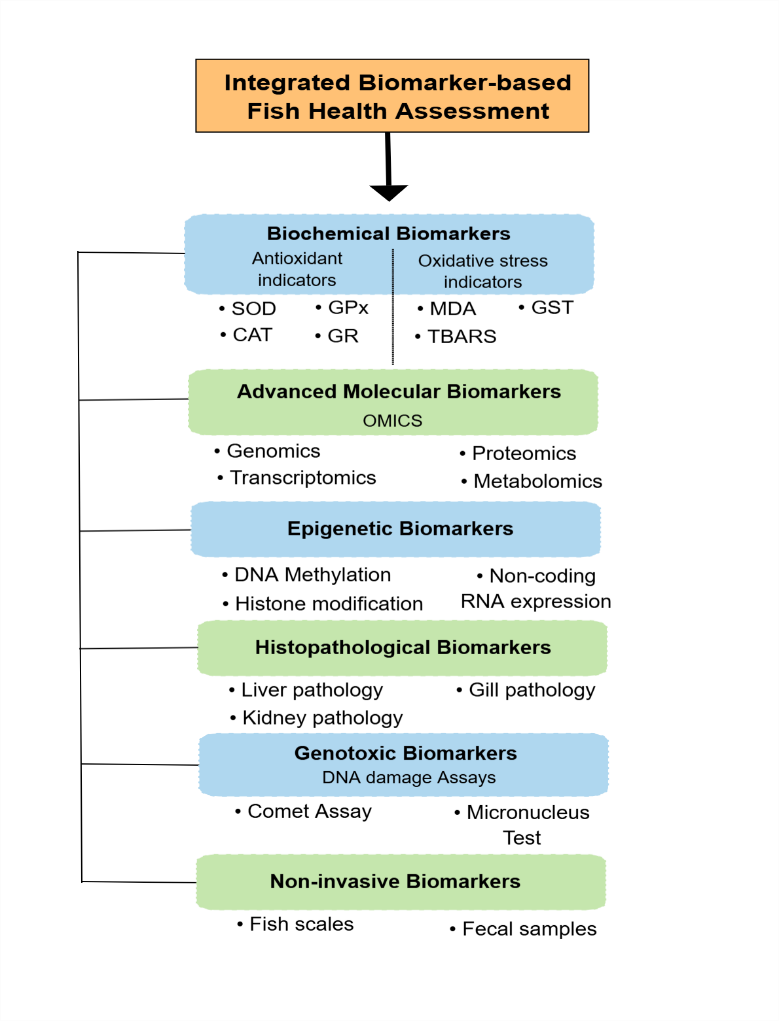 Integrated Biomarker-based
Fish Health Assessment
Biochemical Biomarkers
Antioxidant
indicators
Oxidative stress
indicators
• SOD
• GPx
• CAT
• GR
• MDA
• GST
• TBARS
Advanced Molecular Biomarkers
OMICS
• Genomics
• Transcriptomics
• Proteomics
• Metabolomics
Epigenetic Biomarkers
• DNA Methylation
• Histone modification
• Non-coding
RNA expression
Histopathological Biomarkers
• Liver pathology
• Kidney pathology
• Gill pathology
Genotoxic Biomarkers
DNA damage Assays
• Comet Assay
• Micronucleus
Test
Non-invasive Biomarkers
• Fish scales
• Fecal samples